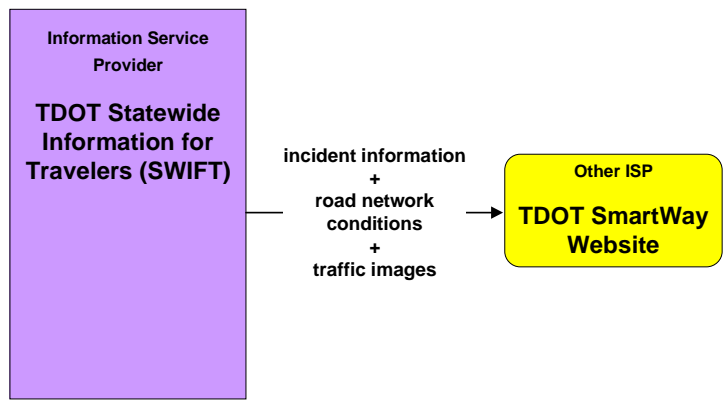 Information Service
Provider
TDOT Statewide
Information for
Travelers (SWIFT)
incident information
+
road network
conditions
+
traffic images
Other ISP
TDOT SmartWay
Website